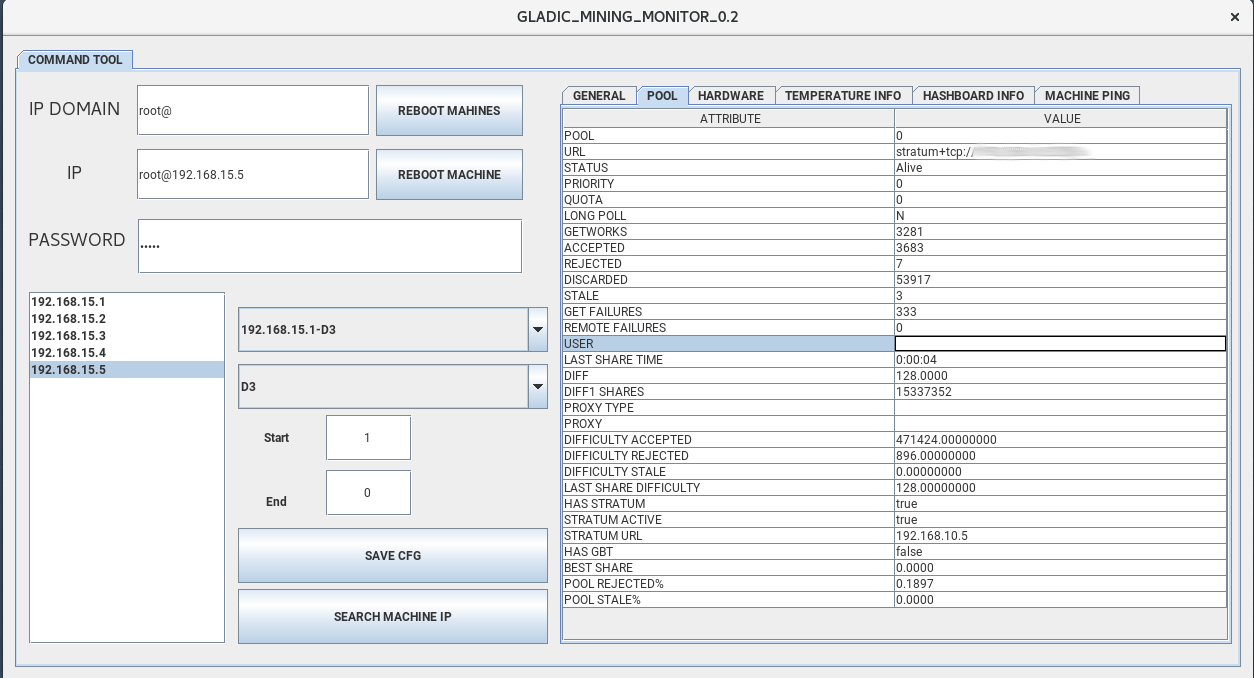 GLADIC_MINING_MONITOR_0.2
COMMAND TOOL
IP DOMAIN
root@
REBOOT MAHINES
IP
root@192.168.15.5
REBOOT MACHINE
PASSWORD
•••••
192.168.15.1
192.168.15.2
192.168.15.3
192.168.15.4
192.168.15.5
192.168.15.1-D3
D3
Start 1
End 0
SAVE CFG
SEARCH MACHINE IP
GENERAL POOL HARDWARE TEMPERATURE INFO HASHBOARD INFO MACHINE PING
ATTRIBUTE VALUE
POOL 0
URL stratum+tcp://
STATUS Alive
PRIORITY 0
QUOTA 0
LONG POLL N
GETWORKS 3281
ACCEPTED 3683
REJECTED 7
DISCARDED 53917
STALE 3
GET FAILURES 333
REMOTE FAILURES 0
USER
LAST SHARE TIME 0:00:04
DIFF 128.0000
DIFF1 SHARES 15337352
PROXY TYPE
PROXY
DIFFICULTY ACCEPTED 471424.00000000
DIFFICULTY REJECTED 896.00000000
DIFFICULTY STALE 0.00000000
LAST SHARE DIFFICULTY 128.00000000
HAS STRATUM true
STRATUM ACTIVE true
STRATUM URL 192.168.10.5
HAS GBT false
BEST SHARE 0.0000
POOL REJECTED% 0.1897
POOL STALE% 0.0000